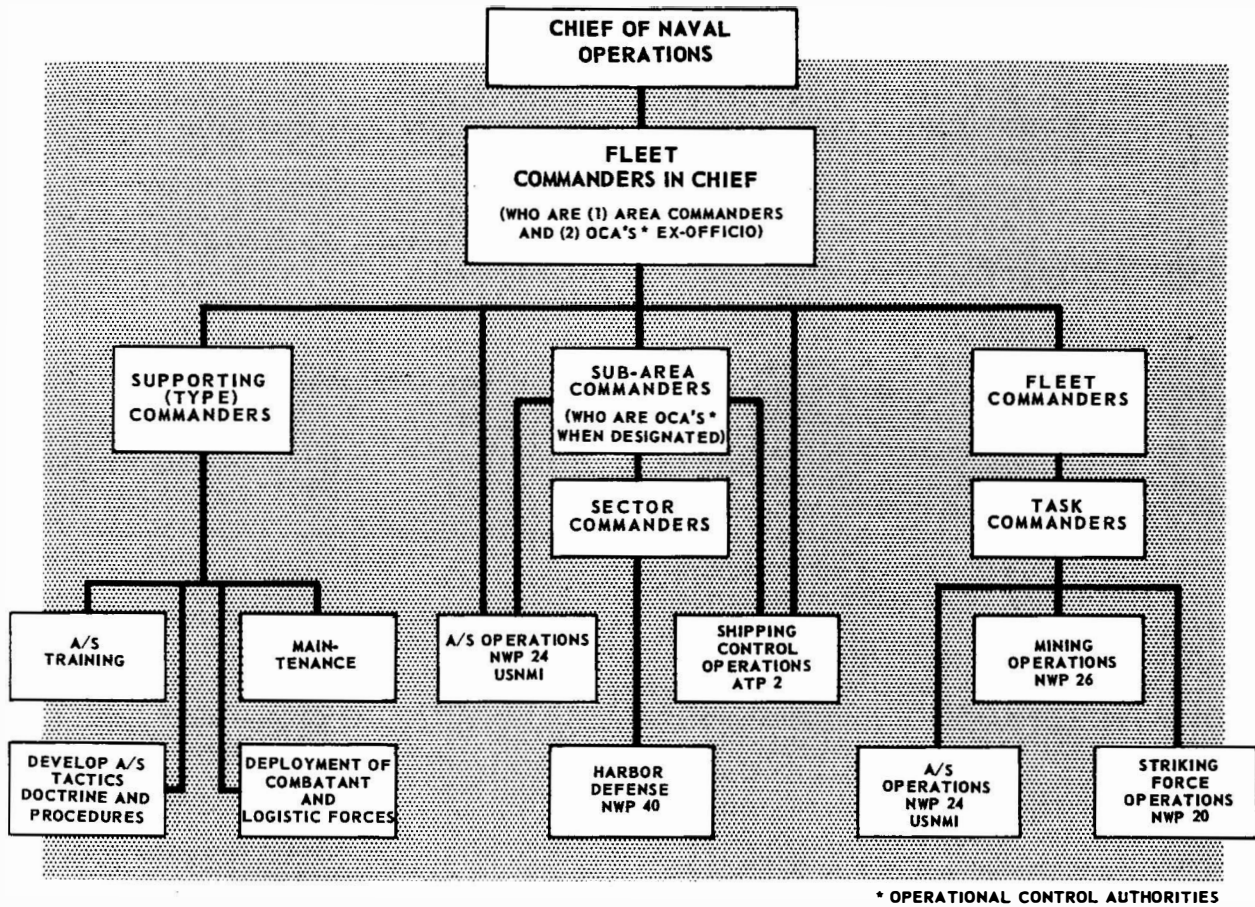 CHIEF OF NAVAL
OPERATIONS
FLEET
COMMANDERS IN CHIEF
(WHO ARE (1) AREA COMMANDERS
AND (2) OCA'S* EX-OFFICIO)
SUPPORTING
(TYPE)
COMMANDERS
SUB-AREA
COMMANDERS
(WHO ARE OCA'S*
WHEN DESIGNATED)
FLEET
COMMANDERS
SECTOR
COMMANDERS
TASK
COMMANDERS
A/S
TRAINING
MAIN-
TENANCE
A/S OPERATIONS
NWP 24
USNMI
SHIPPING
CONTROL
OPERATIONS
ATP 2
MINING
OPERATIONS
NWP 26
DEVELOP A/S
TACTICS
DOCTRINE AND
PROCEDURES
DEPLOYMENT OF
COMBATANT
AND
LOGISTIC FORCES
HARBOR
DEFENSE
NWP 40
A/S
OPERATIONS
NWP 24
USNMI
STRIKING
FORCE
OPERATIONS
NWP 20
* OPERATIONAL CONTROL AUTHORITIES